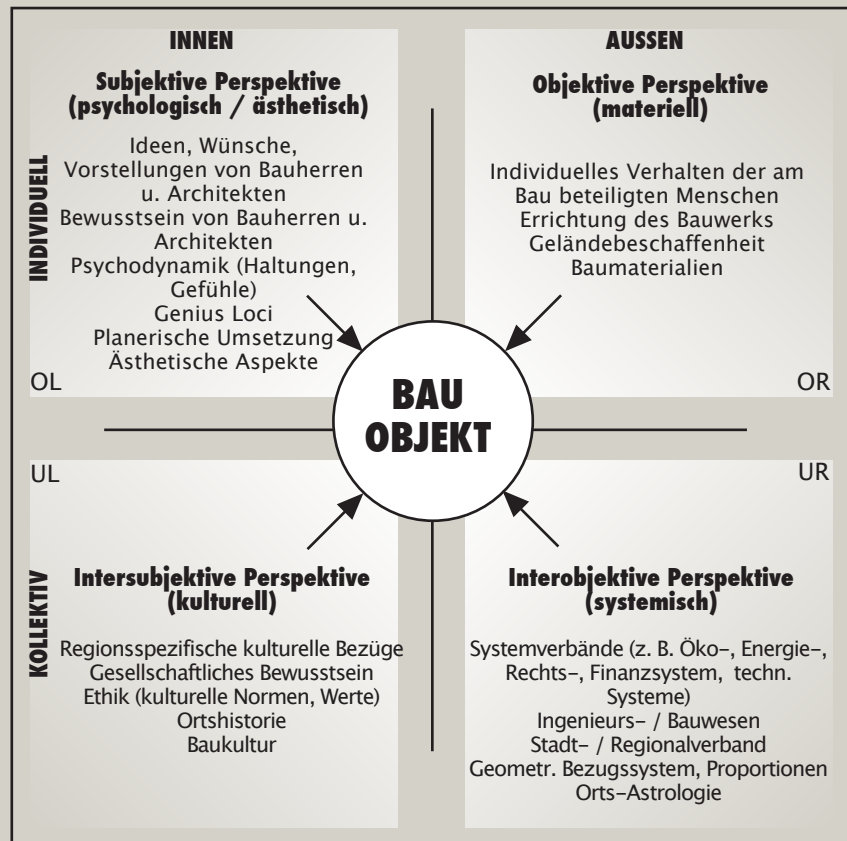 INNEN
Subjektive Perspektive
(psychologisch / ästhetisch)
Ideen, Wünsche,
Vorstellungen von Bauherren
u. Architekten
Bewusstsein von Bauherren u.
Architekten
Psychodynamik (Haltungen,
Gefühle)
Genius Loci
Planerische Umsetzung
Ästhetische Aspekte
INDIVIDUELL
OL
AUSSEN
Objektive Perspektive
(materiell)
Individuelles Verhalten der am
Bau beteiligten Menschen
Errichtung des Bauwerks
Geländebeschaffenheit
Baumaterialien
OR
BAU
OBJEKT
UL
KOLLEKTIV
Intersubjektive Perspektive
(kulturell)
Regionsspezifische kulturelle Bezüge
Gesellschaftliches Bewusstsein
Ethik (kulturelle Normen, Werte)
Ortshistorie
Baukultur
UR
Interobjektive Perspektive
(systemisch)
Systemverbände (z. B. Öko-, Energie-,
Rechts-, Finanzsystem, techn.
Systeme)
Ingenieurs- / Bauwesen
Stadt- / Regionalverband
Geometr. Bezugssystem, Proportionen
Orts-Astrologie